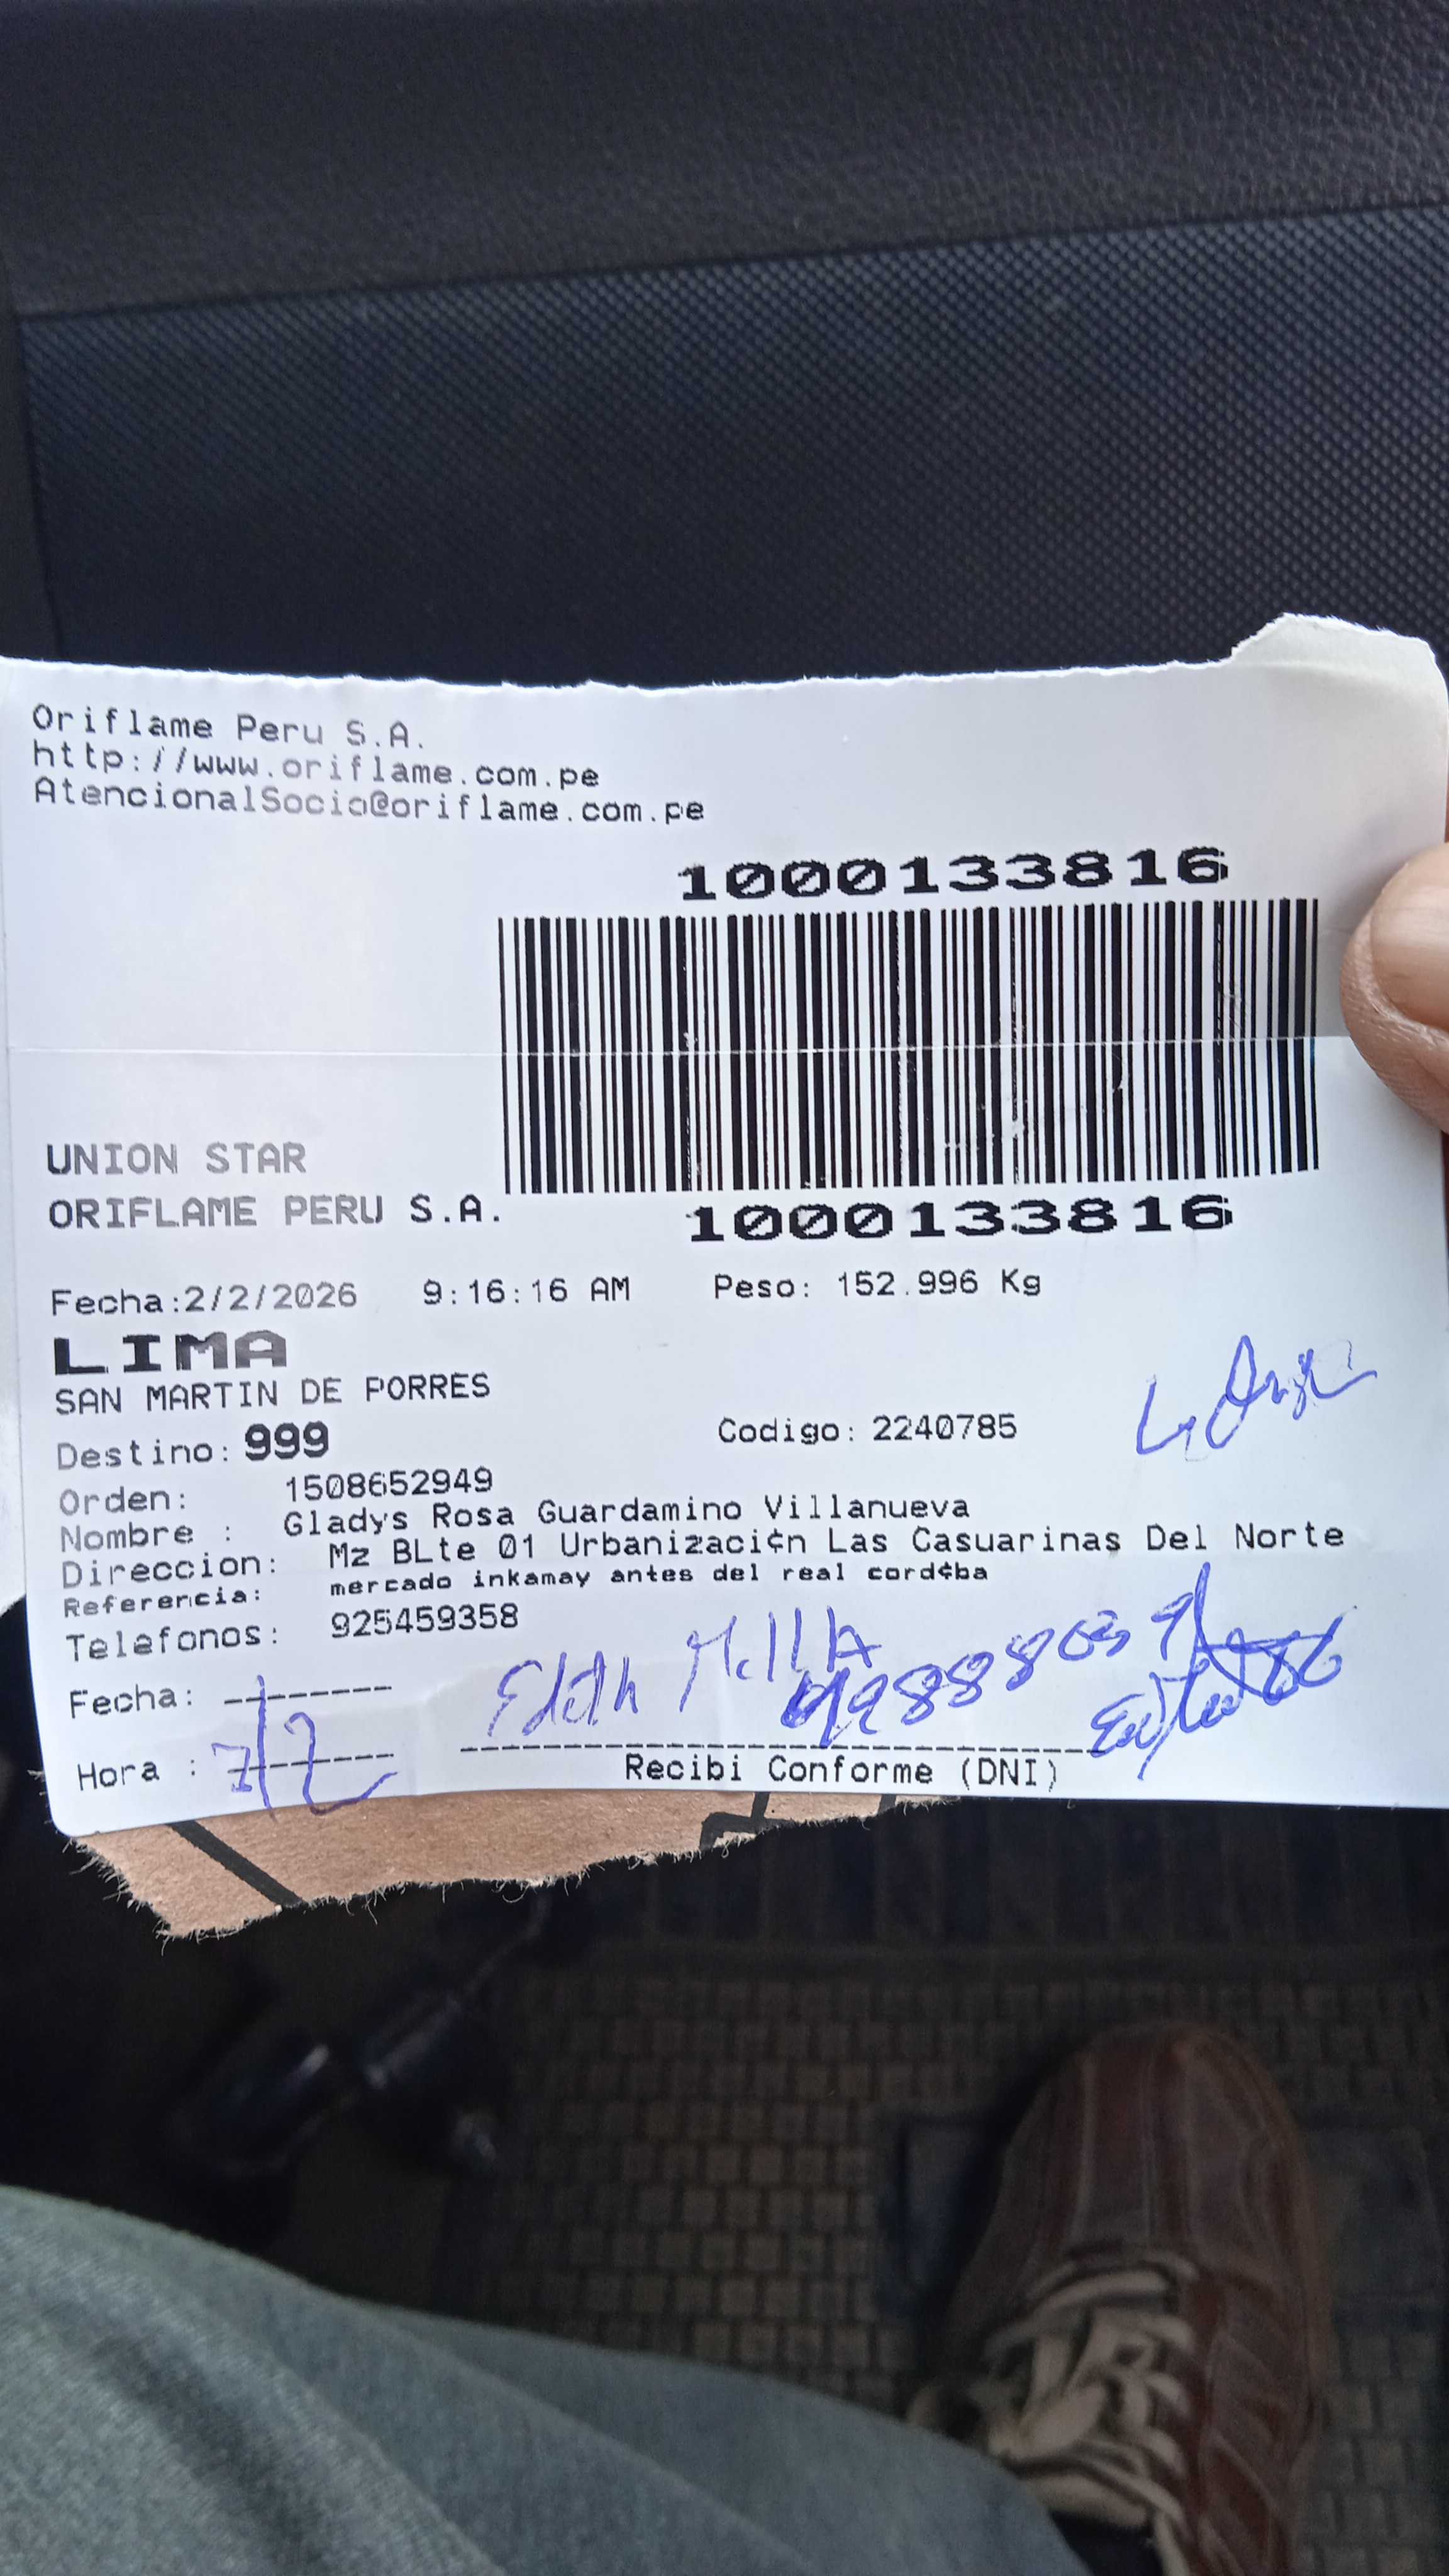 Oriflame Peru S.A.
http://www.oriflame.com.pe
AtencionalSocio@oriflame.com.pe
1000133816
UNION STAR
ORIFLAME PERU S.A.
1000133816
Fecha:2/2/2026 9:16:16 AM Peso: 152.996 Kg
LIMA
SAN MARTIN DE PORRES
Destino: 999 Codigo: 2240785
Orden: 1508652949
Nombre : Gladys Rosa Guardamino Villanueva
Direccion: Mz BLte 01 Urbanizaci¢n Las Casuarinas Del Norte
Referencia: mercado inkamay antes del real cord¢ba
Telefonos: 925459358
Fecha:
Edith Milla
Hora : 7/2
Recibi Conforme (DNI)